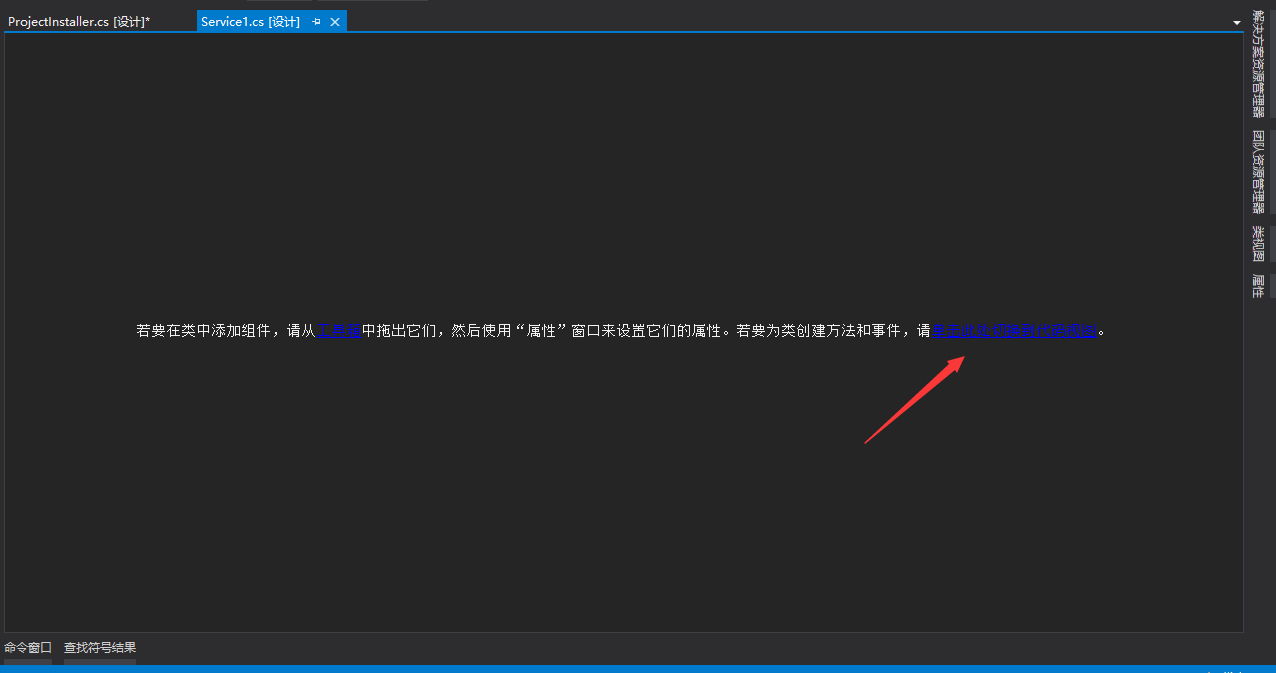 ProjectInstaller.cs [设计]*
Service1.cs [设计]
解决方案资源管理器
团队资源管理器
类视图
属性
若要在类中添加组件，请从工具箱中拖出它们，然后使用“属性”窗口来设置它们的属性。若要为类创建方法和事件，请单击此处切换到代码视图。
命令窗口
查找符号结果